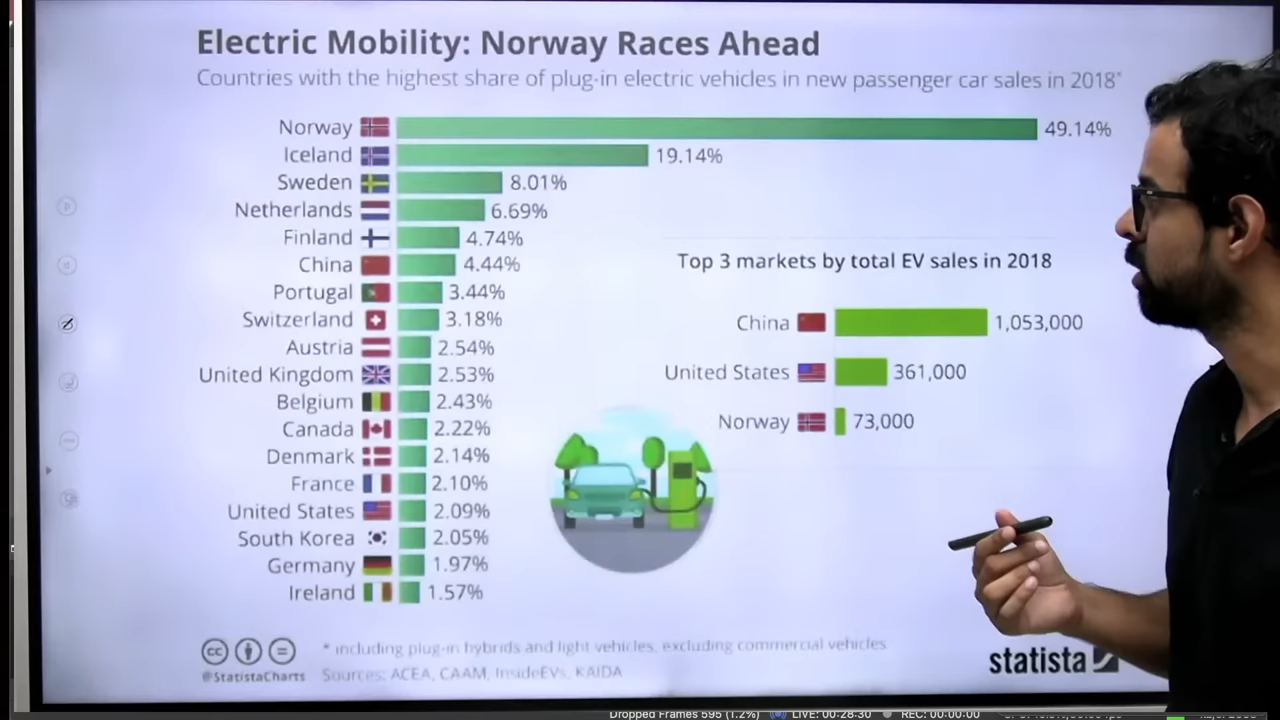 Electric Mobility: Norway Races Ahead
Countries with the highest share of plug-in electric vehicles in new passenger car sales in 2018*
Norway 49.14%
Iceland 19.14%
Sweden 8.01%
Netherlands 6.69%
Finland 4.74%
China 4.44%
Portugal 3.44%
Switzerland 3.18%
Austria 2.54%
United Kingdom 2.53%
Belgium 2.43%
Canada 2.22%
Denmark 2.14%
France 2.10%
United States 2.09%
South Korea 2.05%
Germany 1.97%
Ireland 1.57%
Top 3 markets by total EV sales in 2018
China 1,053,000
United States 361,000
Norway 73,000
* including plug-in hybrids and light vehicles, excluding commercial vehicles
cc
@StatistaCharts
Sources: ACEA, CAAM, InsideEVs, KAIDA
statista
Dropped Frames 595 (1.2%) LIVE: 00:28:30 REC: 00:00:00